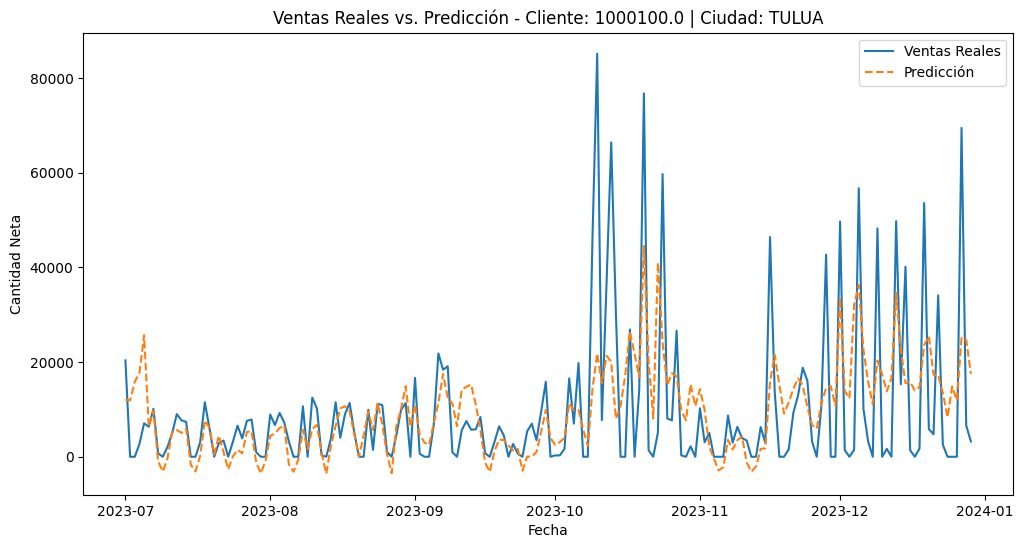 Ventas Reales vs. Predicción - Cliente: 1000100.0 | Ciudad: TULUA
Ventas Reales
Predicción
80000
60000
40000
20000
0
Cantidad Neta
2023-07
2023-08
2023-09
2023-10
2023-11
2023-12
2024-01
Fecha